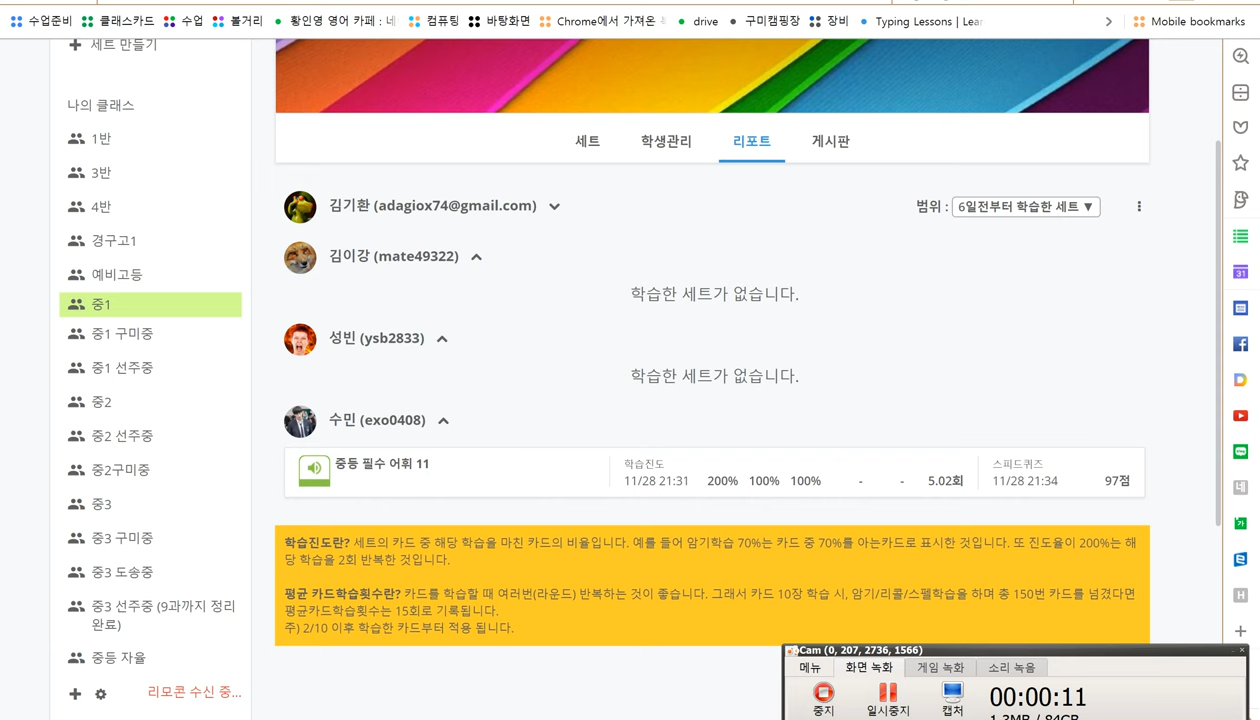 수업준비 클래스카드 수업 볼거리 황인영 영어 카페 : 네 컴퓨팅 바탕화면 Chrome에서 가져온 drive 구미캠핑장 장비 Typing Lessons | Lear Mobile bookmarks
세트 만들기
나의 클래스
1반
3반
4반
경구고1
예비고등
중1
중1 구미중
중1 선주중
중2
중2 선주중
중2구미중
중3
중3 구미중
중3 도송중
중3 선주중 (9과까지 정리
완료)
중등 자율
리모콘 수신 중...
세트 학생관리 리포트 게시판
김기환 (adagiox74@gmail.com)
범위 : 6일전부터 학습한 세트 ▼
김이강 (mate49322)
학습한 세트가 없습니다.
성빈 (ysb2833)
학습한 세트가 없습니다.
수민 (exo0408)
중등 필수 어휘 11
학습진도
11/28 21:31 200% 100% 100% - - 5.02회
스피드퀴즈
11/28 21:34 97점
학습진도란? 세트의 카드 중 해당 학습을 마친 카드의 비율입니다. 예를 들어 암기학습 70%는 카드 중 70%를 아는카드로 표시한 것입니다. 또 진도율이 200%는 해
당 학습을 2회 반복한 것입니다.
평균 카드학습횟수란? 카드를 학습할 때 여러번(라운드) 반복하는 것이 좋습니다. 그래서 카드 10장 학습 시, 암기/리콜/스펠학습을 하며 총 150번 카드를 넘겼다면
평균카드학습횟수는 15회로 기록됩니다.
주) 2/10 이후 학습한 카드부터 적용 됩니다.
31
네
가
H
Cam (0, 207, 2736, 1566)
메뉴 화면 녹화 게임 녹화 소리 녹음
중지 일시중지 캡처
00:00:11
1.3MB / 84GB